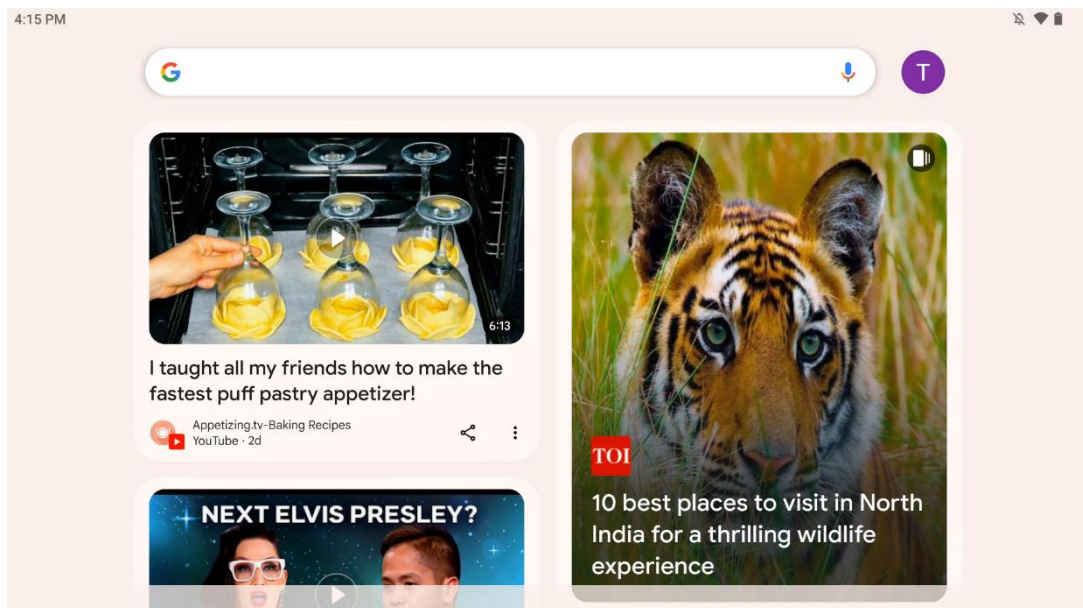 4:15 PM
T
6:13
I taught all my friends how to make the
fastest puff pastry appetizer!
Appetizing.tv-Baking Recipes
YouTube · 2d
NEXT ELVIS PRESLEY?
TOI
10 best places to visit in North
India for a thrilling wildlife
experience